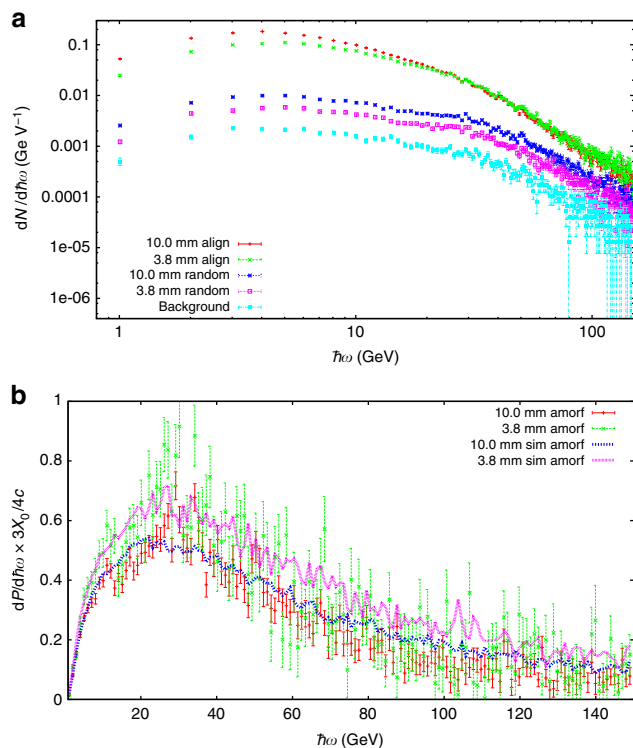 a
dN/dħω (Ge V⁻¹)
0.1
0.01
0.001
0.0001
1e-05
1e-06
10.0 mm align
3.8 mm align
10.0 mm random
3.8 mm random
Background
1 10 100
ħω (GeV)
b
dP/dħω × 3X₀/4c
1
0.8
0.6
0.4
0.2
0
10.0 mm amorf
3.8 mm amorf
10.0 mm sim amorf
3.8 mm sim amorf
20 40 60 80 100 120 140
ħω (GeV)